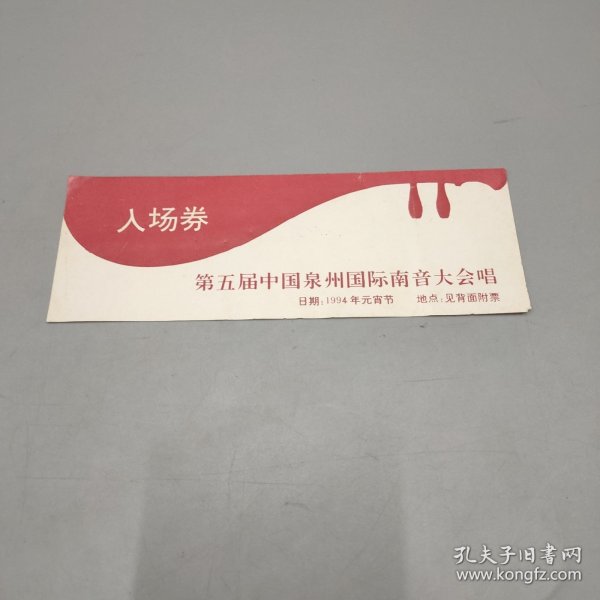 入场券
第五届中国泉州国际南音大会唱
日期:1994年元宵节 地点:见背面附票
孔夫子旧书网
www.kongfz.com